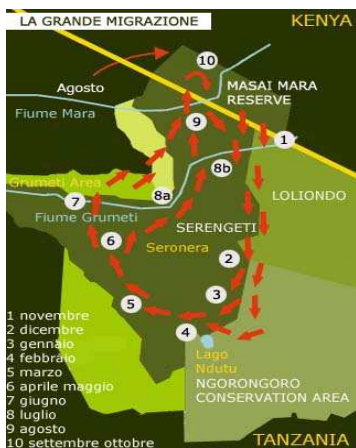 LA GRANDE MIGRAZIONE
KENYA
10
Agosto
MASAI MARA
RESERVE
Fiume Mara
9
1
8b
LOLIONDO
Grumeti Area
8a
7
Fiume Grumeti
SERENGETI
6
Seronera
2
3
5
4
1 novembre
2 dicembre
3 gennaio
4 febbraio
5 marzo
6 aprile maggio
7 giugno
8 luglio
9 agosto
10 settembre ottobre
Lago
Ndutu
NGORONGORO
CONSERVATION AREA
TANZANIA